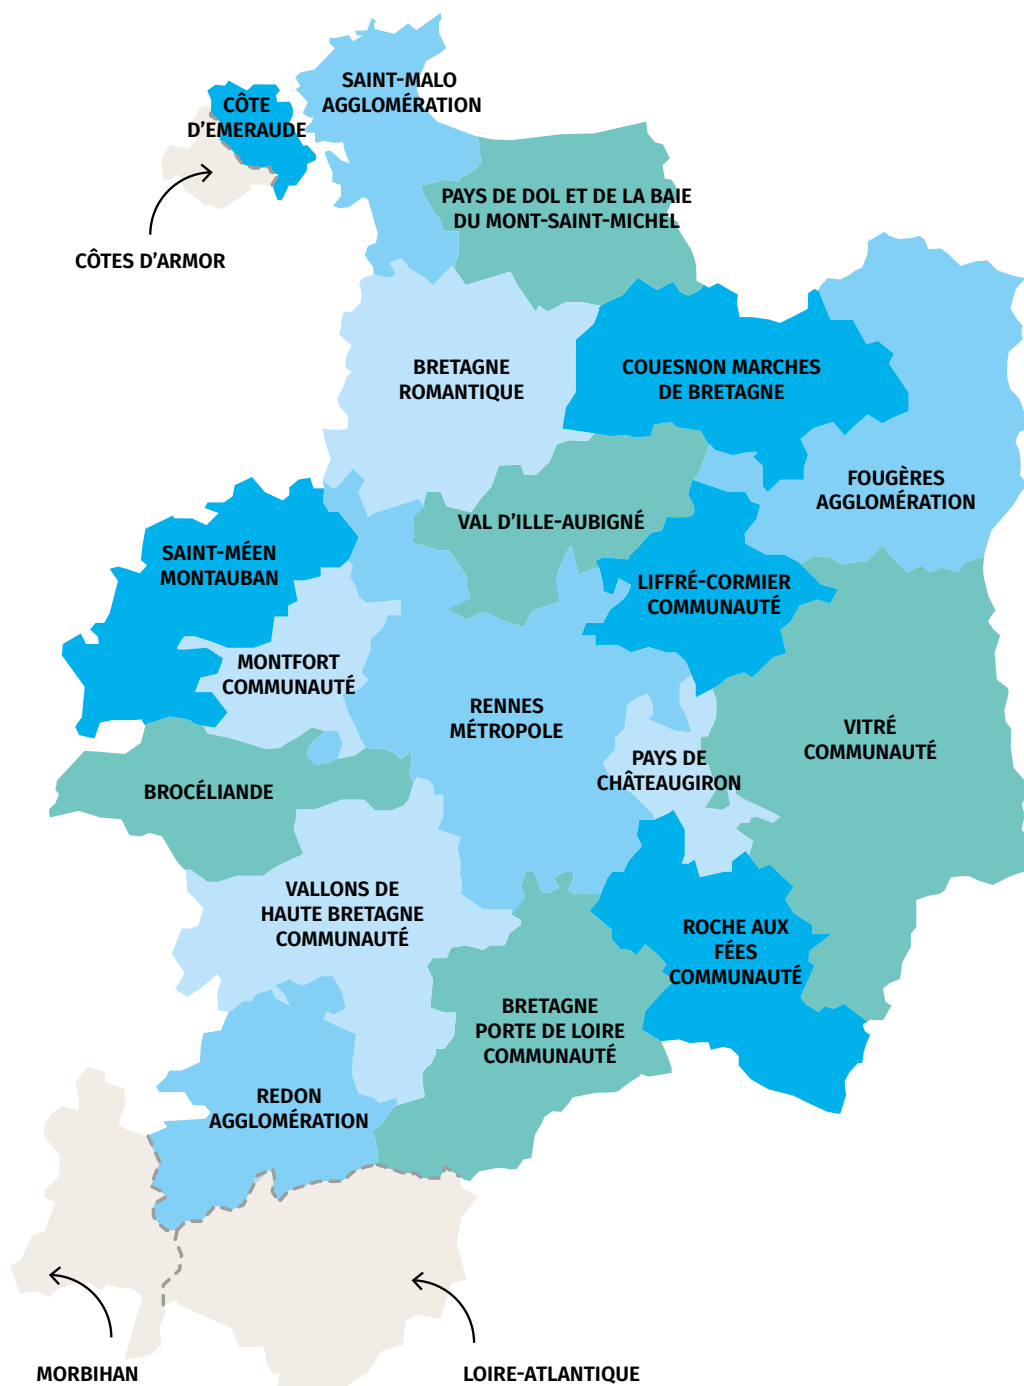 SAINT-MALO
AGGLOMÉRATION
CÔTE
D'EMERAUDE
PAYS DE DOL ET DE LA BAIE
DU MONT-SAINT-MICHEL
CÔTES D'ARMOR
BRETAGNE
ROMANTIQUE
COUESNON MARCHES
DE BRETAGNE
FOUGÈRES
AGGLOMÉRATION
VAL D'ILLE-AUBIGNÉ
SAINT-MÉEN
MONTAUBAN
LIFFRÉ-CORMIER
COMMUNAUTÉ
MONTFORT
COMMUNAUTÉ
RENNES
MÉTROPOLE
VITRÉ
COMMUNAUTÉ
PAYS DE
CHÂTEAUGIRON
BROCÉLIANDE
VALLONS DE
HAUTE BRETAGNE
COMMUNAUTÉ
ROCHE AUX
FÉES
COMMUNAUTÉ
BRETAGNE
PORTE DE LOIRE
COMMUNAUTÉ
REDON
AGGLOMÉRATION
MORBIHAN
LOIRE-ATLANTIQUE